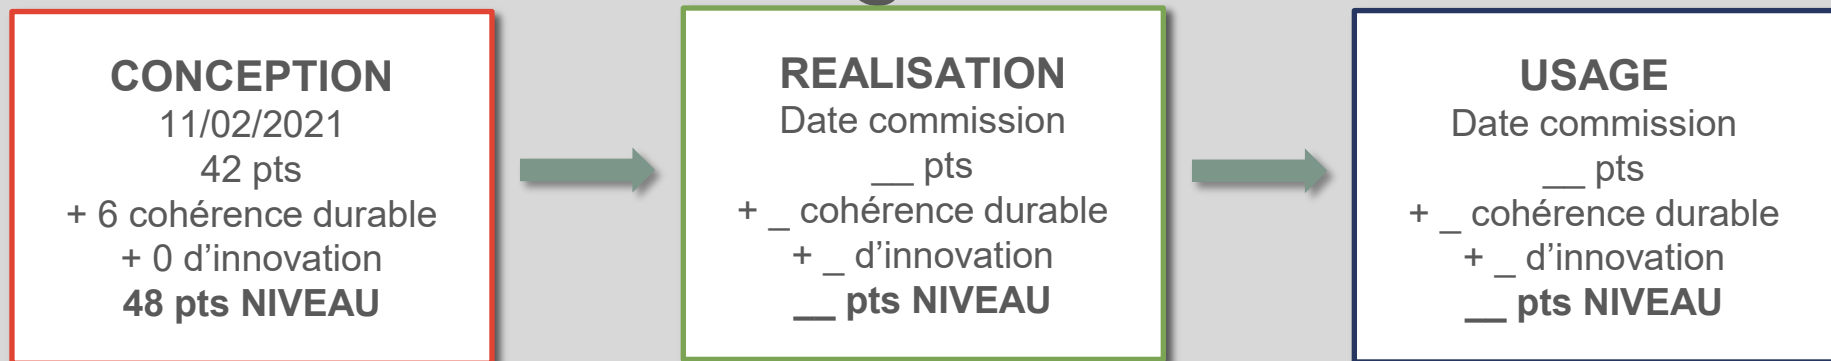 CONCEPTION
11/02/2021
42 pts
+ 6 cohérence durable
+ 0 d’innovation
48 pts NIVEAU
REALISATION
Date commission
__ pts
+ _ cohérence durable
+ _ d’innovation
__ pts NIVEAU
USAGE
Date commission
__ pts
+ _ cohérence durable
+ _ d’innovation
__ pts NIVEAU